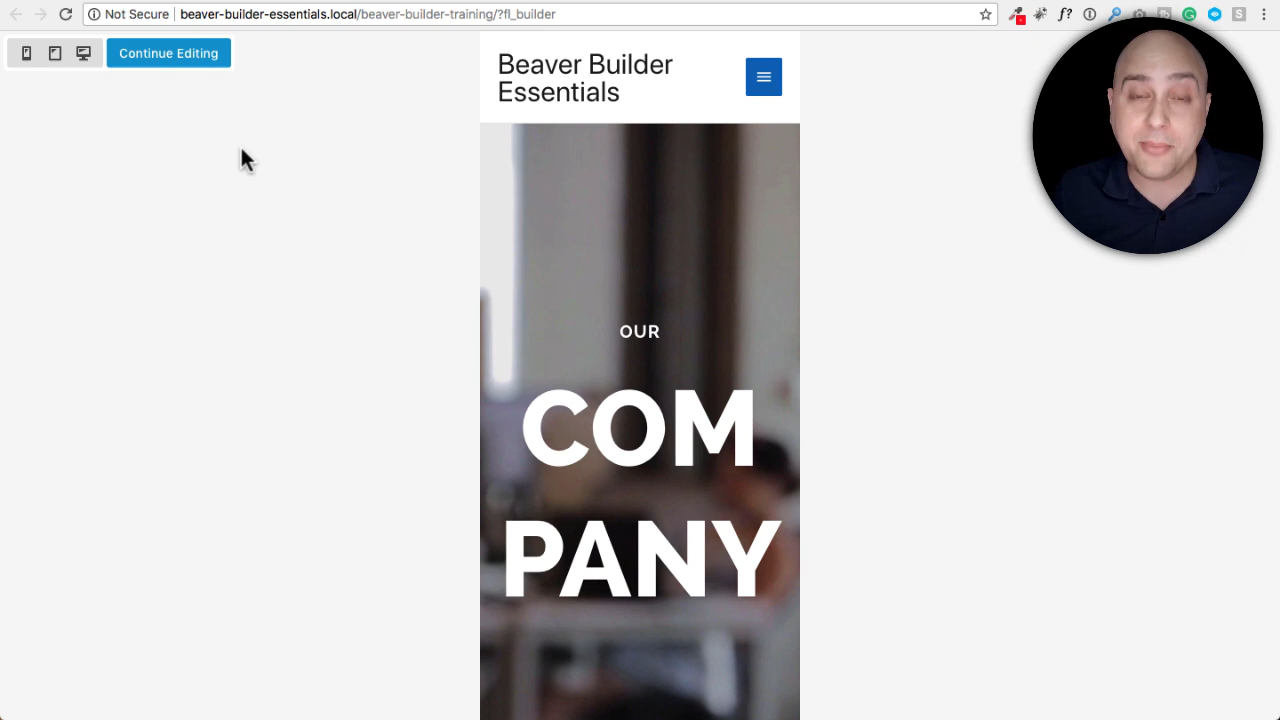 Not Secure
beaver-builder-essentials.local/beaver-builder-training/?fl_builder
f?
S
Continue Editing
Beaver Builder
Essentials
OUR
COM
PANY